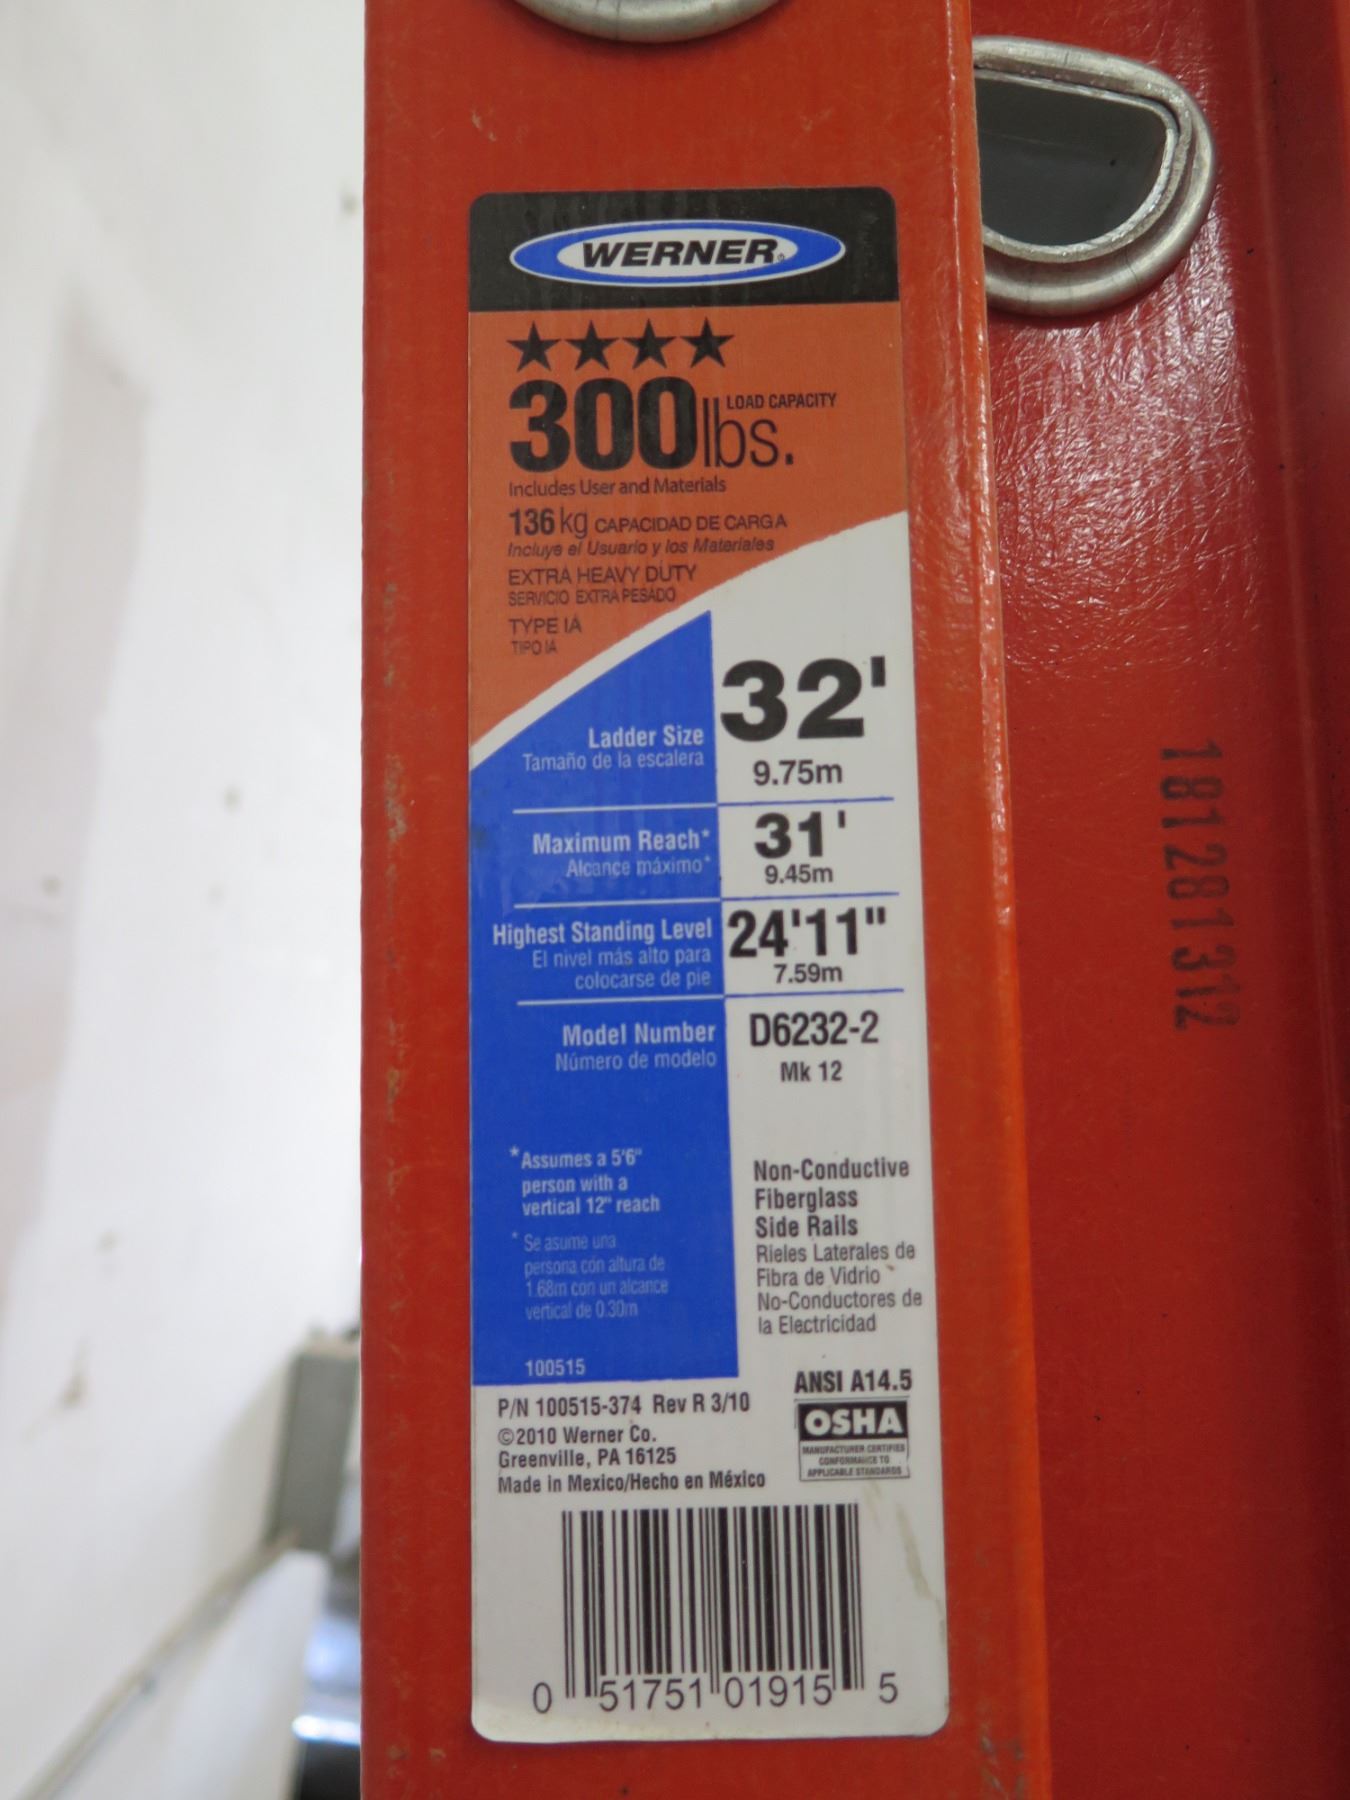 WERNER®
★★★★
300lbs. LOAD CAPACITY
Includes User and Materials
136 kg CAPACIDAD DE CARGA
Incluye el Usuario y los Materiales
EXTRA HEAVY DUTY
SERVICIO EXTRA PESADO
TYPE IA
TIPO IA
Ladder Size 32'
Tamaño de la escalera 9.75m
Maximum Reach* 31'
Alcance máximo* 9.45m
Highest Standing Level 24'11"
El nivel más alto para
colocarse de pie 7.59m
Model Number D6232-2
Número de modelo Mk 12
*Assumes a 5'6"
person with a
vertical 12" reach
* Se asume una
persona con altura de
1.68m con un alcance
vertical de 0.30m
100515
Non-Conductive
Fiberglass
Side Rails
Rieles Laterales de
Fibra de Vidrio
No-Conductores de
la Electricidad
P/N 100515-374 Rev R 3/10
©2010 Werner Co.
Greenville, PA 16125
Made in Mexico/Hecho en México
ANSI A14.5
OSHA
MANUFACTURER CERTIFIES
CONFORMANCE TO
APPLICABLE STANDARDS
0 51751 01915 5
181281312